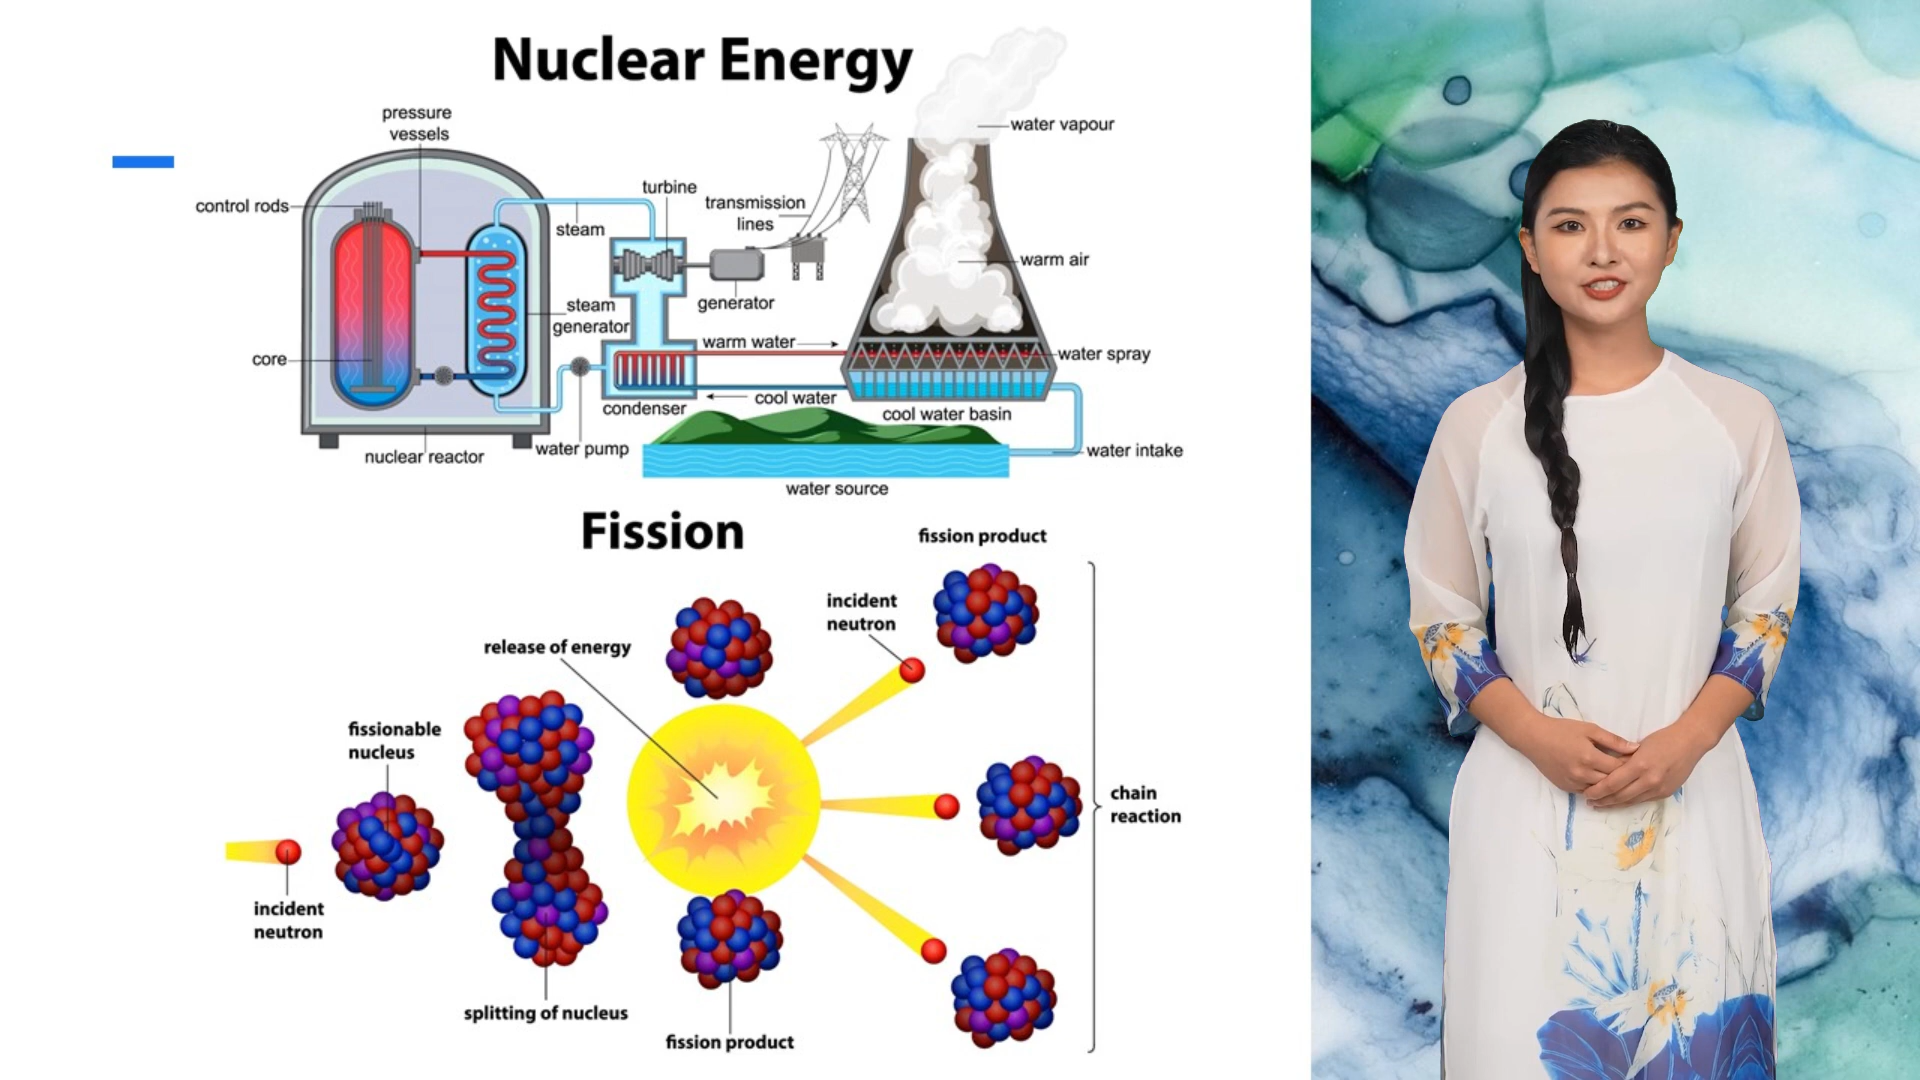 Nuclear Energy
pressure
vessels
water vapour
control rods
turbine
transmission
lines
steam
warm air
generator
steam
generator
warm water
core
water spray
cool water
condenser
cool water basin
nuclear reactor
water pump
water intake
water source
Fission
fission product
incident
neutron
release of energy
fissionable
nucleus
chain
reaction
incident
neutron
splitting of nucleus
fission product